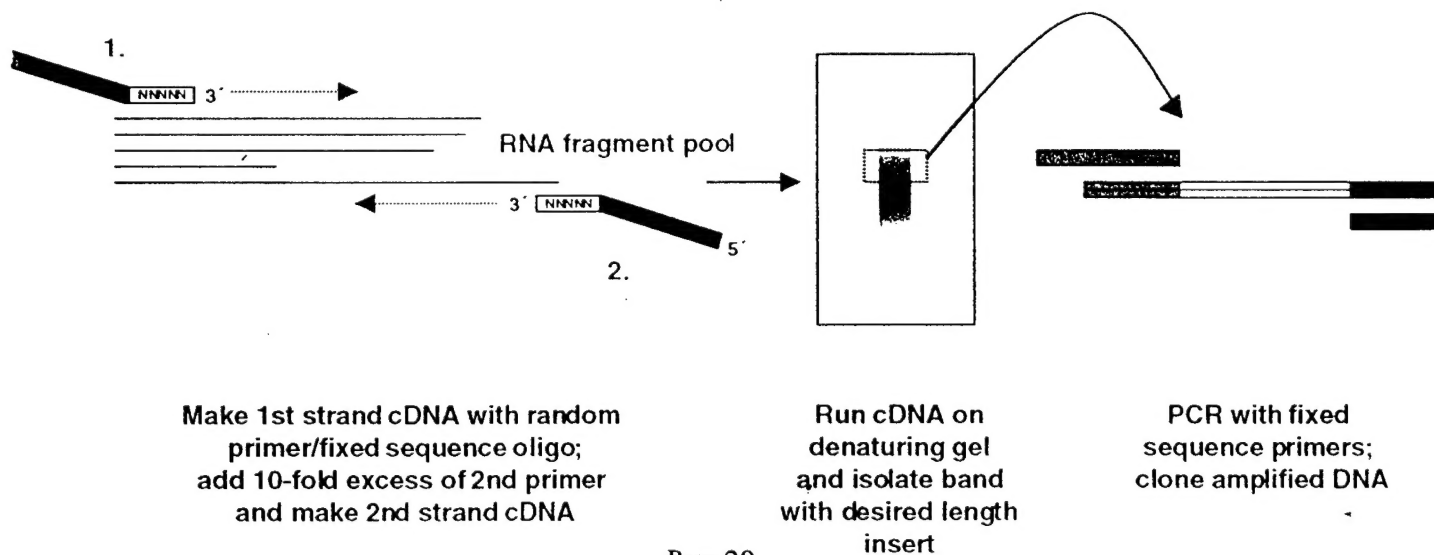 1.
NNNNN 3´
RNA fragment pool
3´ NNNNN
5´
2.
Make 1st strand cDNA with random
primer/fixed sequence oligo;
add 10-fold excess of 2nd primer
and make 2nd strand cDNA
Run cDNA on
denaturing gel
and isolate band
with desired length
insert
PCR with fixed
sequence primers;
clone amplified DNA